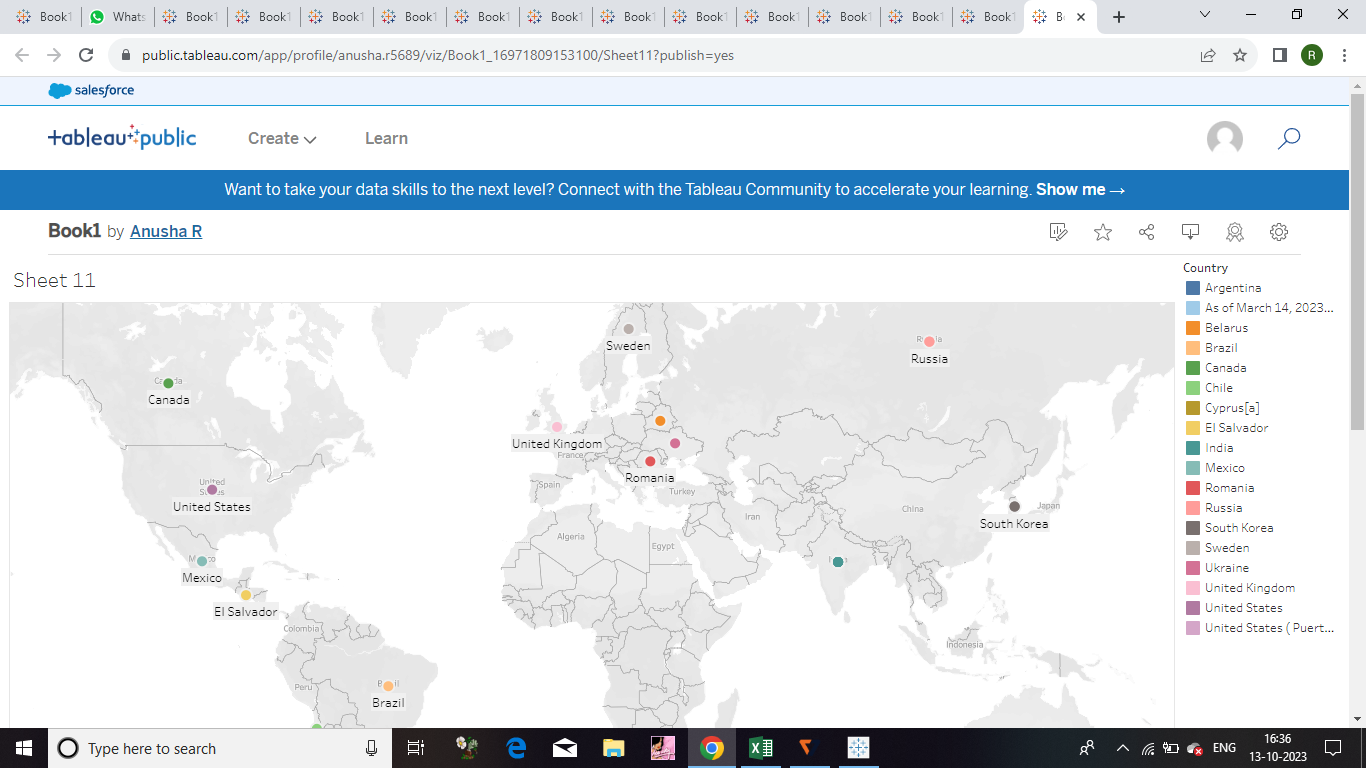 Book1
Whats
Book1
Book1
Book1
Book1
Book1
Book1
Book1
Book1
Book1
Book1
Book1
Book1
public.tableau.com/app/profile/anusha.r5689/viz/Book1_16971809153100/Sheet11?publish=yes
R
salesforce
+ableau public
Create
Learn
Want to take your data skills to the next level? Connect with the Tableau Community to accelerate your learning. Show me →
Book1 by Anusha R
Sheet 11
Country
Argentina
As of March 14, 2023...
Belarus
Brazil
Canada
Chile
Cyprus[a]
El Salvador
India
Mexico
Romania
Russia
South Korea
Sweden
Ukraine
United Kingdom
United States
United States ( Puert...
Sweden
Russia
Canada
United Kingdom
France
Romania
Spain
Turkey
United
United States
Iran
China
Japan
South Korea
Algeria
Egypt
Mexico
El Salvador
Colombia
Indonesia
Peru
Brazil
Type here to search
ENG
16:36
13-10-2023